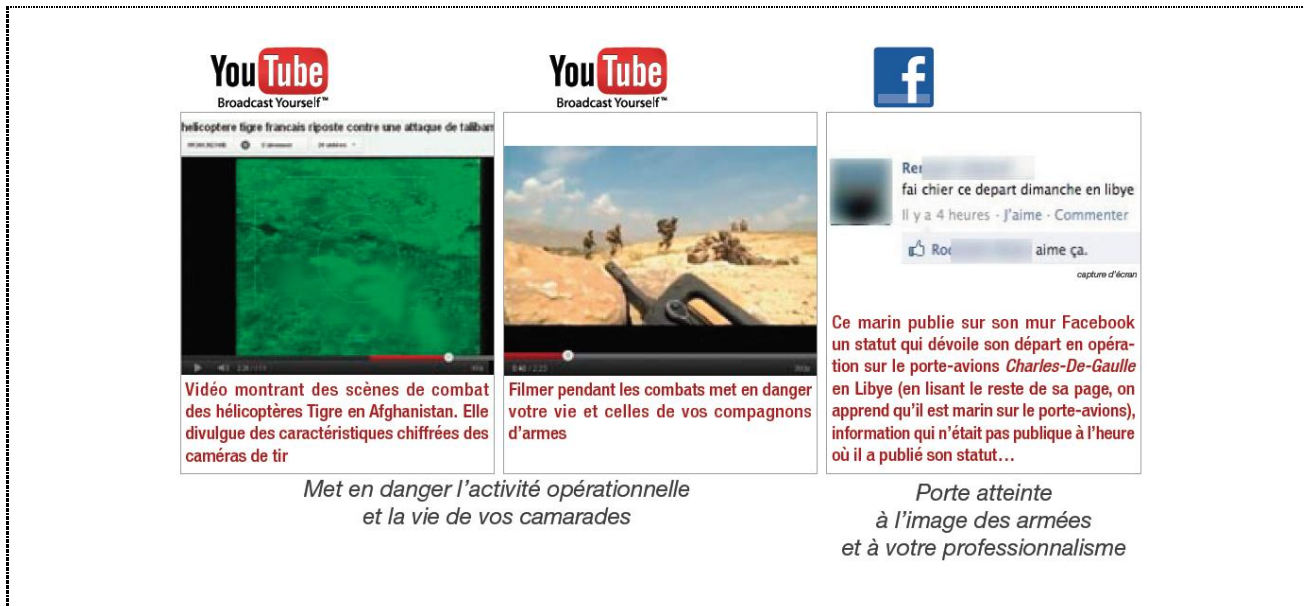 You Tube
Broadcast Yourself™
You Tube
Broadcast Yourself™
f
helicoptere tigre francais riposte contre une attaque de taliban
Vidéo montrant des scènes de combat
des hélicoptères Tigre en Afghanistan. Elle
divulgue des caractéristiques chiffrées des
caméras de tir
Filmer pendant les combats met en danger
votre vie et celles de vos compagnons
d'armes
Rer
fai chier ce depart dimanche en libye
Il y a 4 heures · J'aime · Commenter
Roc aime ça.
capture d'écran
Ce marin publie sur son mur Facebook
un statut qui dévoile son départ en opéra-
tion sur le porte-avions Charles-De-Gaulle
en Libye (en lisant le reste de sa page, on
apprend qu'il est marin sur le porte-avions),
information qui n'était pas publique à l'heure
où il a publié son statut…
Met en danger l'activité opérationnelle
et la vie de vos camarades
Porte atteinte
à l'image des armées
et à votre professionnalisme